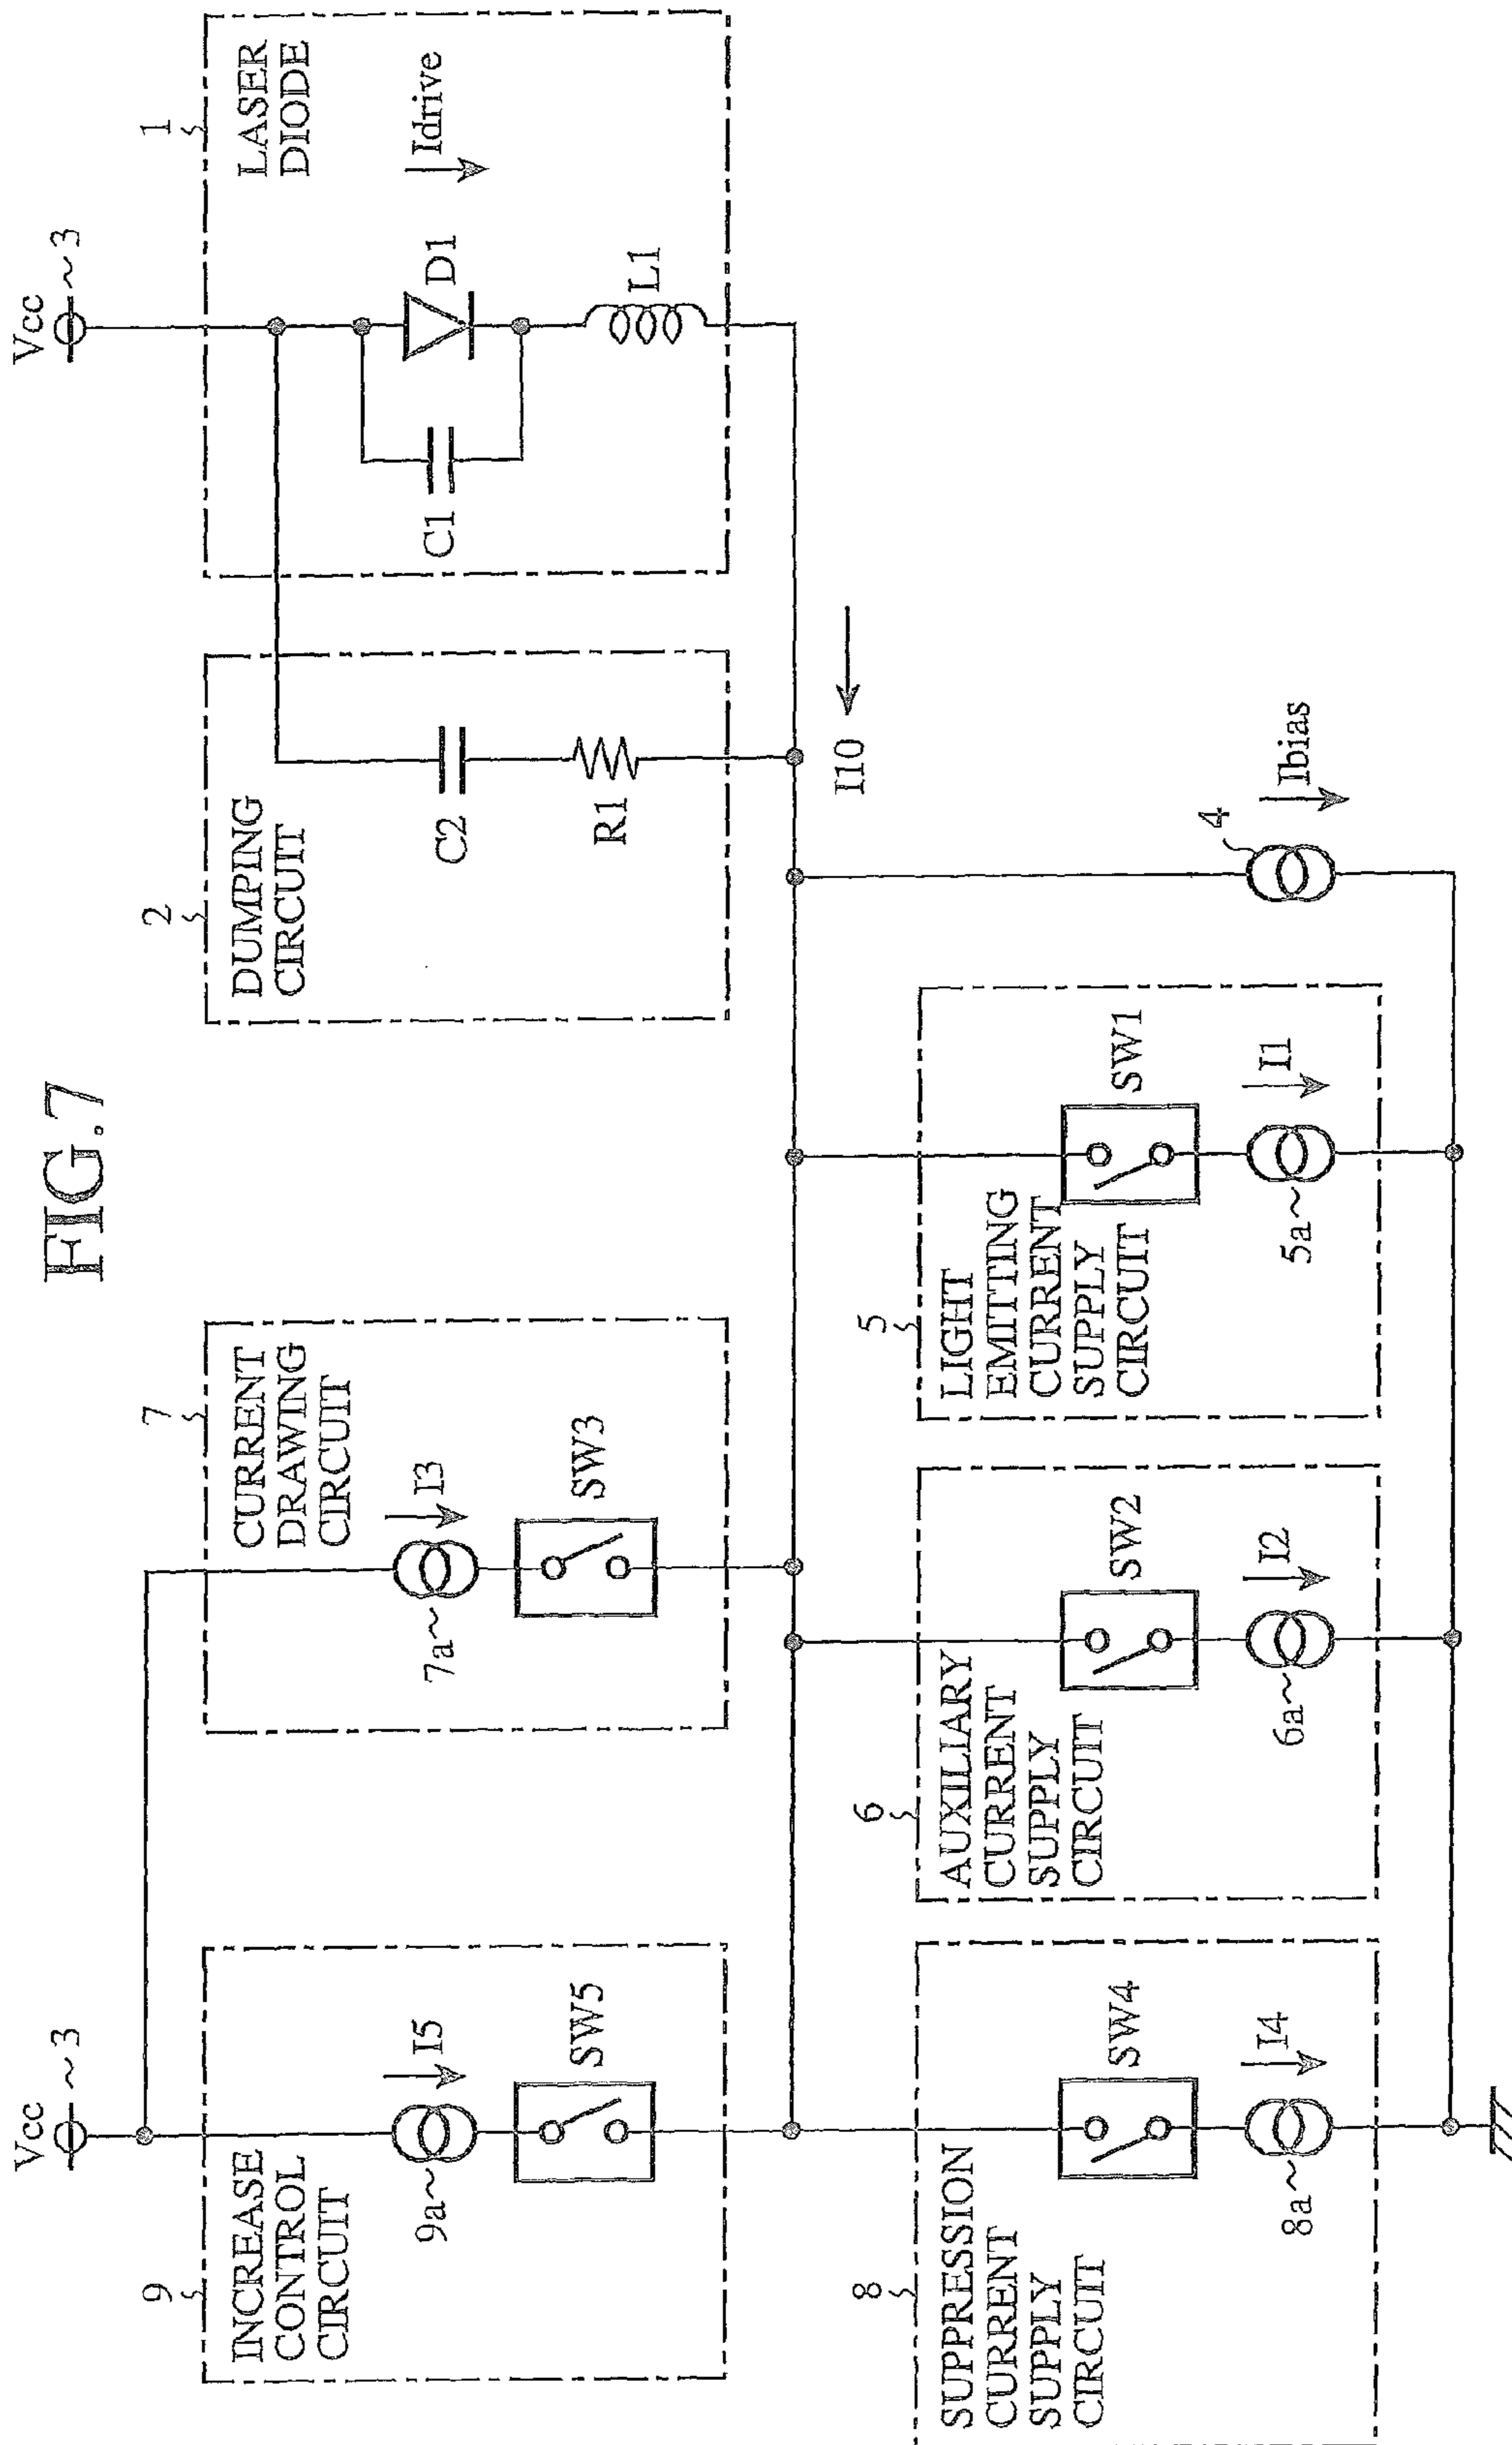 FIG.7
Vcc
~3
9
INCREASE
CONTROL
CIRCUIT
9a~
I5
SW5
7
CURRENT
DRAWING
CIRCUIT
7a~
I3
SW3
2
DUMPING
CIRCUIT
C2
R1
Vcc
~3
1
LASER
DIODE
C1
D1
Idrive
L1
I10
8
SUPPRESSION
CURRENT
SUPPLY
CIRCUIT
SW4
8a~
I4
6
AUXILIARY
CURRENT
SUPPLY
CIRCUIT
SW2
6a~
I2
5
LIGHT
EMITTING
CURRENT
SUPPLY
CIRCUIT
SW1
5a~
I1
4
Ibias